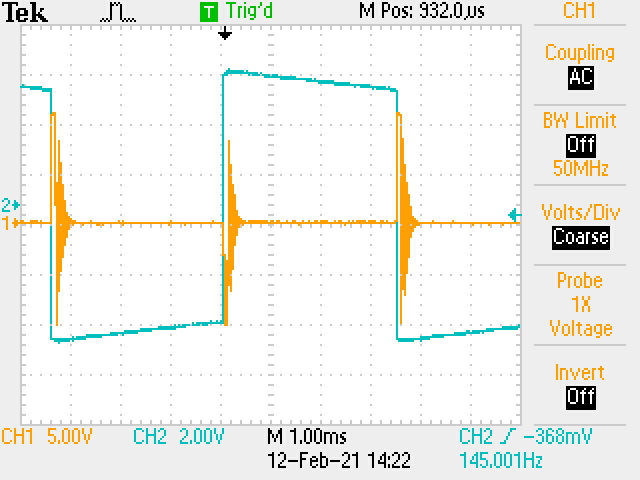 Tek T Trig'd M Pos: 932.0µs CH1
Coupling
AC
BW Limit
Off
50MHz
2
1
Volts/Div
Coarse
Probe
1X
Voltage
Invert
Off
CH1 5.00V CH2 2.00V M 1.00ms CH2 -368mV
12-Feb-21 14:22 145.001Hz